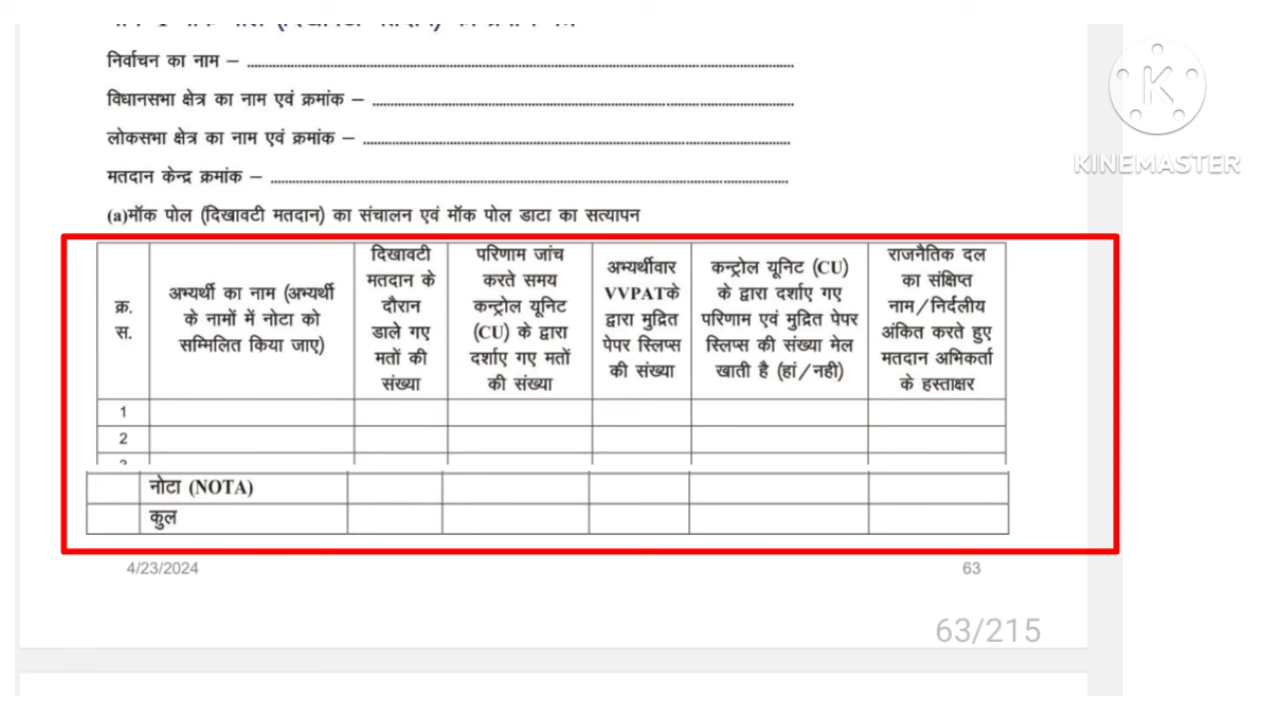 निर्वाचन का नाम –
विधानसभा क्षेत्र का नाम एवं क्रमांक –
लोकसभा क्षेत्र का नाम एवं क्रमांक –
मतदान केन्द्र क्रमांक –
(a)मॉक पोल (दिखावटी मतदान) का संचालन एवं मॉक पोल डाटा का सत्यापन
क्र.
स.
अभ्यर्थी का नाम (अभ्यर्थी
के नामों में नोटा को
सम्मिलित किया जाए)
दिखावटी
मतदान के
दौरान
डाले गए
मतों की
संख्या
परिणाम जांच
करते समय
कन्ट्रोल यूनिट
(CU) के द्वारा
दर्शाए गए मतों
की संख्या
अभ्यर्थीवार
VVPATके
द्वारा मुद्रित
पेपर स्लिप्स
की संख्या
कन्ट्रोल यूनिट (CU)
के द्वारा दर्शाए गए
परिणाम एवं मुद्रित पेपर
स्लिप्स की संख्या मेल
खाती है (हां/नही)
राजनैतिक दल
का संक्षिप्त
नाम/निर्दलीय
अंकित करते हुए
मतदान अभिकर्ता
के हस्ताक्षर
1
2
नोटा (NOTA)
कुल
4/23/2024
63
63/215
KINEMASTER